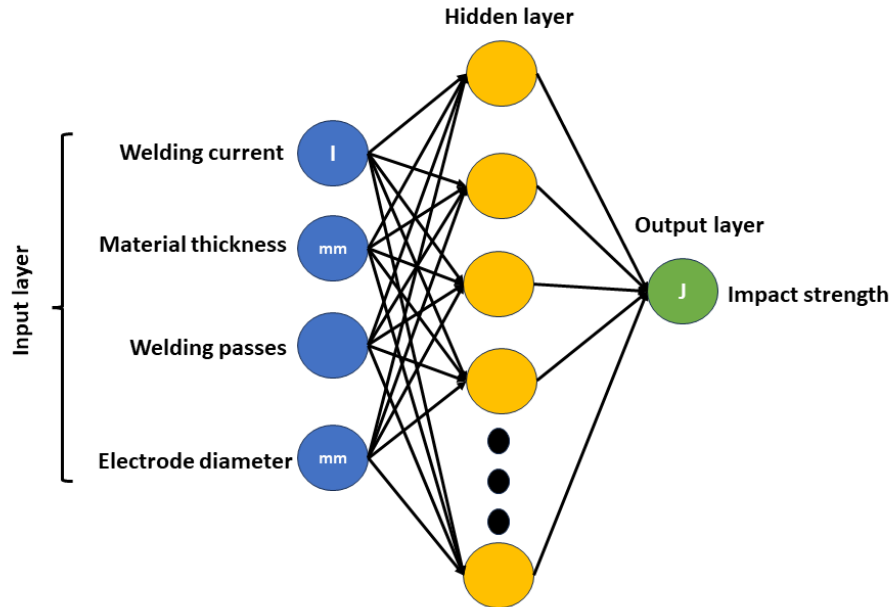 Hidden layer
Input layer
Welding current
I
Material thickness
mm
Welding passes
Electrode diameter
mm
Output layer
J
Impact strength